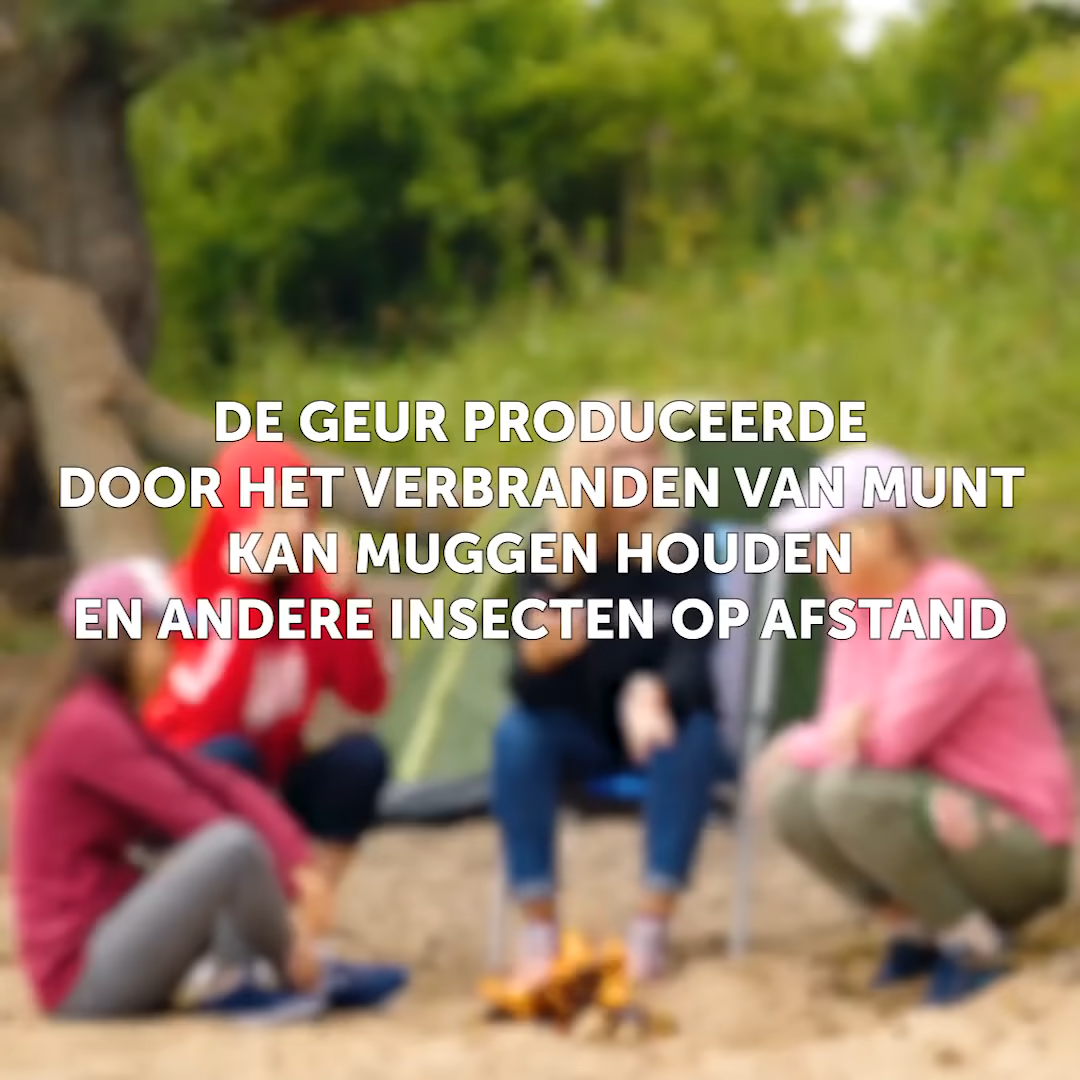 DE GEUR PRODUCEERDE
DOOR HET VERBRANDEN VAN MUNT
KAN MUGGEN HOUDEN
EN ANDERE INSECTEN OP AFSTAND